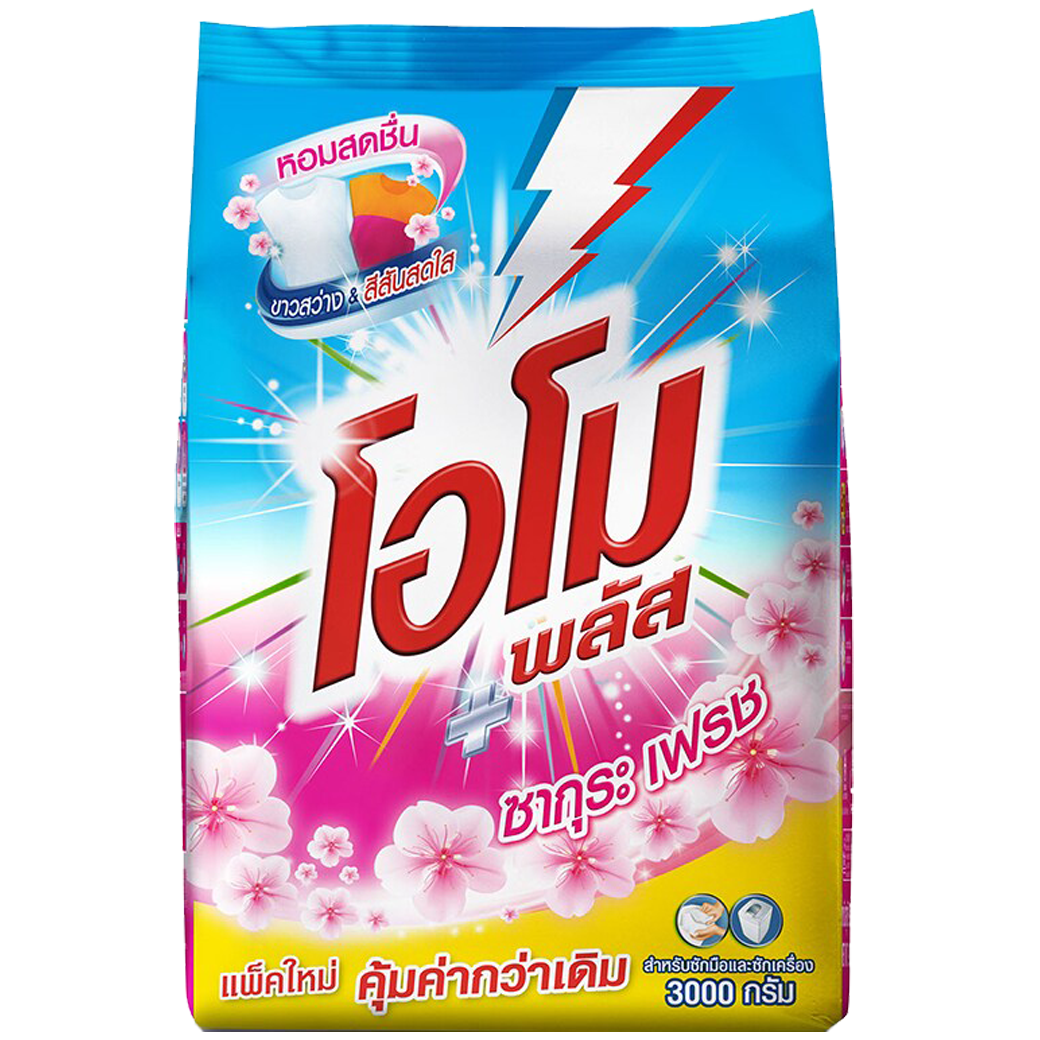 หอมสดชื่น
ขาวสว่าง & สีสันสดใส
โอโม
พลัส
ซากุระ เฟรช
แพ็คใหม่ คุ้มค่ากว่าเดิม
สำหรับซักมือและซักเครื่อง
3000 กรัม